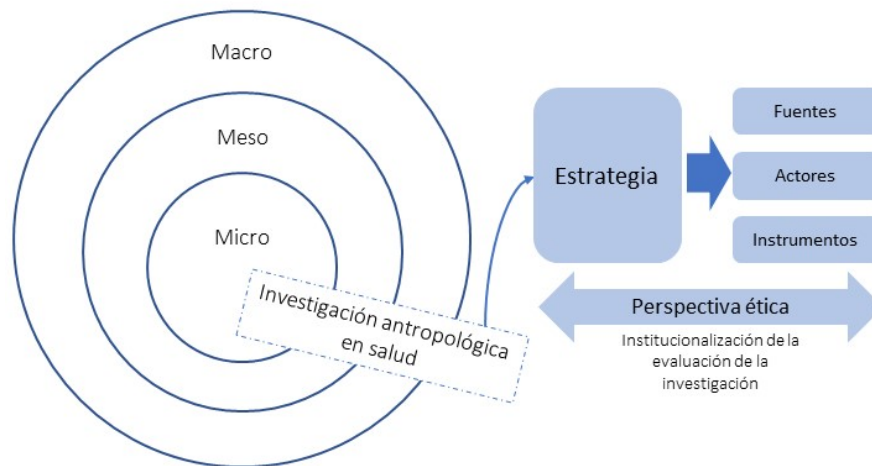 Macro
Meso
Micro
Investigación antropológica
en salud
Estrategia
Fuentes
Actores
Instrumentos
Perspectiva ética
Institucionalización de la
evaluación de la
investigación